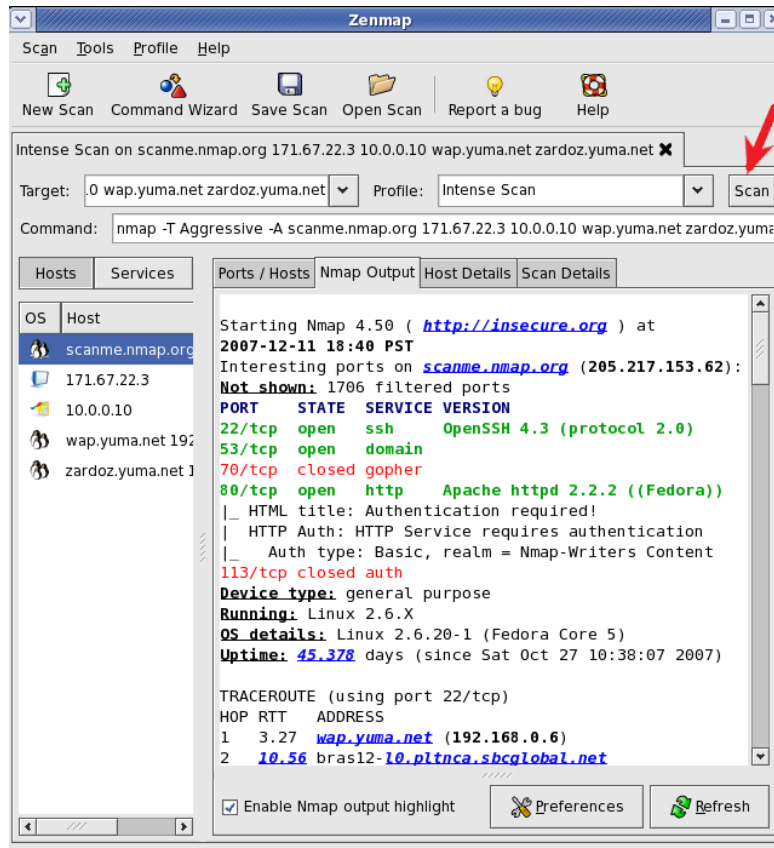 Zenmap
Scan Tools Profile Help
New Scan Command Wizard Save Scan Open Scan Report a bug Help
Intense Scan on scanme.nmap.org 171.67.22.3 10.0.0.10 wap.yuma.net zardoz.yuma.net
Target: .0 wap.yuma.net zardoz.yuma.net Profile: Intense Scan Scan
Command: nmap -T Aggressive -A scanme.nmap.org 171.67.22.3 10.0.0.10 wap.yuma.net zardoz.yuma
Hosts Services
OS Host
scanme.nmap.org
171.67.22.3
10.0.0.10
wap.yuma.net 192
zardoz.yuma.net 1
Ports / Hosts Nmap Output Host Details Scan Details
Starting Nmap 4.50 ( http://insecure.org ) at
2007-12-11 18:40 PST
Interesting ports on scanme.nmap.org (205.217.153.62):
Not shown: 1706 filtered ports
PORT STATE SERVICE VERSION
22/tcp open ssh OpenSSH 4.3 (protocol 2.0)
53/tcp open domain
70/tcp closed gopher
80/tcp open http Apache httpd 2.2.2 ((Fedora))
|_ HTML title: Authentication required!
| HTTP Auth: HTTP Service requires authentication
|_ Auth type: Basic, realm = Nmap-Writers Content
113/tcp closed auth
Device type: general purpose
Running: Linux 2.6.X
OS details: Linux 2.6.20-1 (Fedora Core 5)
Uptime: 45.378 days (since Sat Oct 27 10:38:07 2007)
TRACEROUTE (using port 22/tcp)
HOP RTT ADDRESS
1 3.27 wap.yuma.net (192.168.0.6)
2 10.56 bras12-l0.pltnca.sbcglobal.net
Enable Nmap output highlight Preferences Refresh